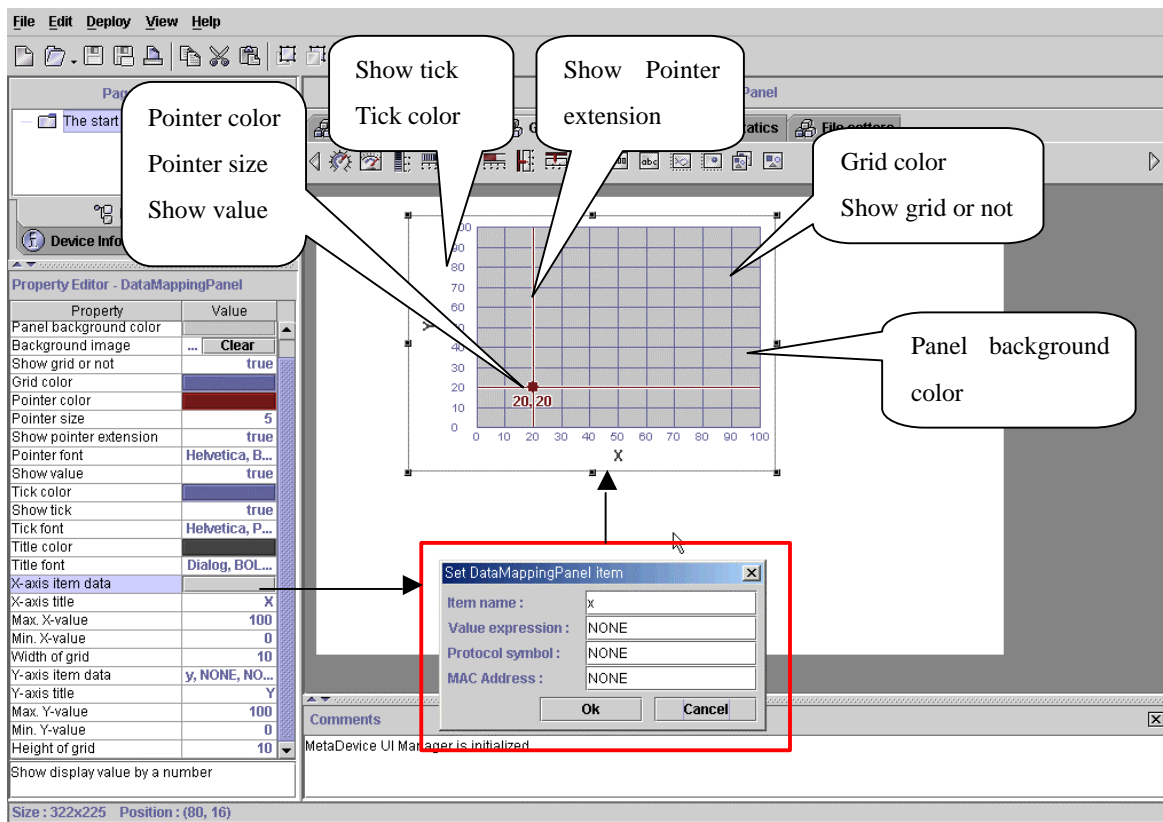 File Edit Deploy View Help
Show tick
Tick color
Show Pointer
extension
Pointer color
Pointer size
Show value
Grid color
Show grid or not
Panel background
color
Pag
Panel
The start
G
atics
File setters
abc
Device Info
Property Editor - DataMappingPanel
Property Value
Panel background color
Background image ... Clear
Show grid or not true
Grid color
Pointer color
Pointer size 5
Show pointer extension true
Pointer font Helvetica, B...
Show value true
Tick color
Show tick true
Tick font Helvetica, P...
Title color
Title font Dialog, BOL...
X-axis item data
X-axis title X
Max. X-value 100
Min. X-value 0
Width of grid 10
Y-axis item data y, NONE, NO...
Y-axis title Y
Max. Y-value 100
Min. Y-value 0
Height of grid 10
Show display value by a number
80
70
60
40
30
20
10
0
20, 20
0 10 20 30 40 50 60 70 80 90 100
X
Y
Set DataMappingPanel item
Item name : x
Value expression : NONE
Protocol symbol : NONE
MAC Address : NONE
Ok Cancel
Comments
MetaDevice UI Manager is initialized
Size : 322x225 Position : (80, 16)